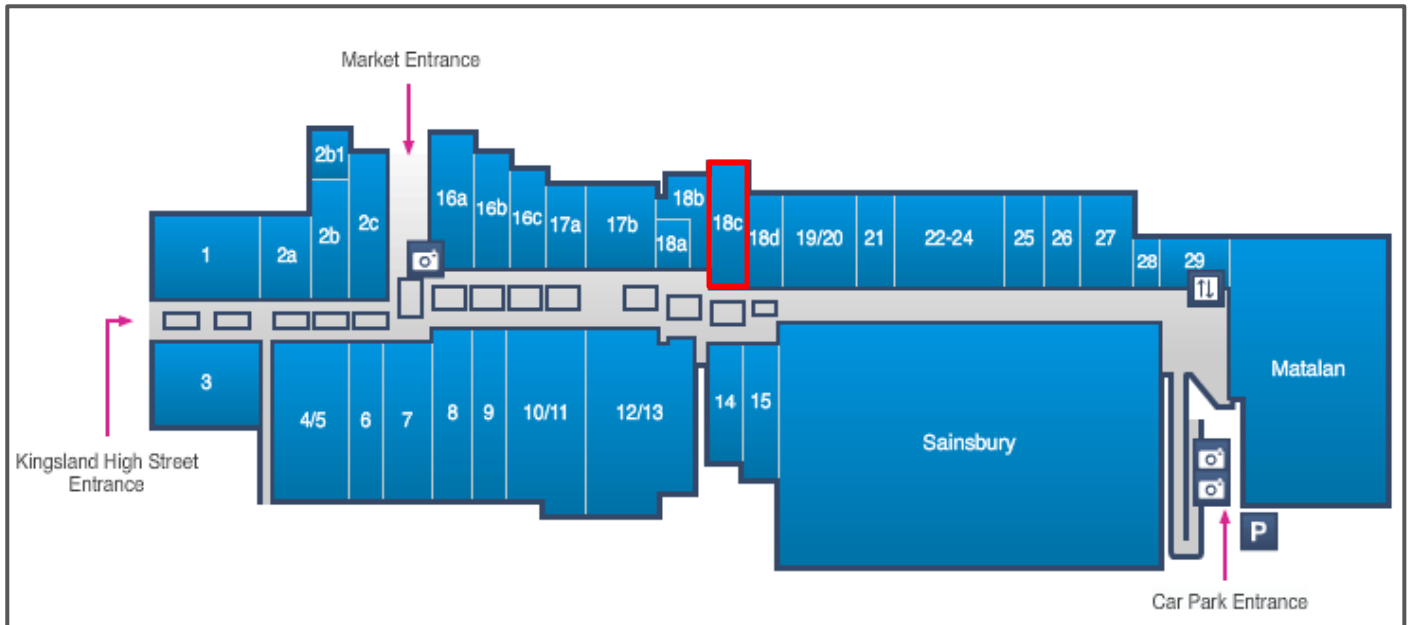 Market Entrance
2b1
16a
16b
16c
17a
17b
18b
18a
18c
18d
19/20
21
22-24
25
26
27
28
29
1
2a
2b
2c
3
4/5
6
7
8
9
10/11
12/13
14
15
Sainsbury
Matalan
Kingsland High Street
Entrance
P
Car Park Entrance